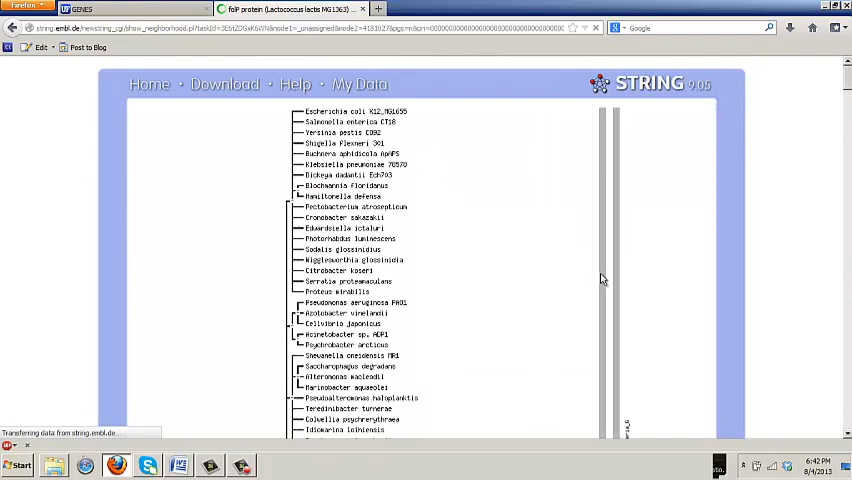 Firefox
GENES
folP protein (Lactococcus lactis MG1363) ...
Google
Edit
Post to Blog
Home • Download • Help • My Data
STRING 9.05
Escherichia coli K12_MG1655
Salmonella enterica CT18
Yersinia pestis CO92
Shigella flexneri 301
Buchnera aphidicola ApAPS
Klebsiella pneumoniae 78578
Dickeya dadantii Ech703
Blochmannia floridanus
Hamiltonella defensa
Pectobacterium atrosepticum
Cronobacter sakazakii
Edwardsiella ictaluri
Photorhabdus luminescens
Sodalis glossinidius
Wigglesworthia glossinidia
Citrobacter koseri
Serratia proteamaculans
Proteus mirabilis
Pseudomonas aeruginosa PAO1
Azotobacter vinelandii
Cellvibrio japonicus
Acinetobacter sp. ADP1
Psychrobacter arcticus
Shewanella oneidensis MR1
Saccharophagus degradans
Alteromonas macleodii
Marinobacter aquaeolei
Pseudoalteromonas haloplanktis
Teredinibacter turnerae
Colwellia psychrerythraea
Idiomarina loihiensis
Transferring data from string.embl.de...
Start
6:42 PM
8/4/2013